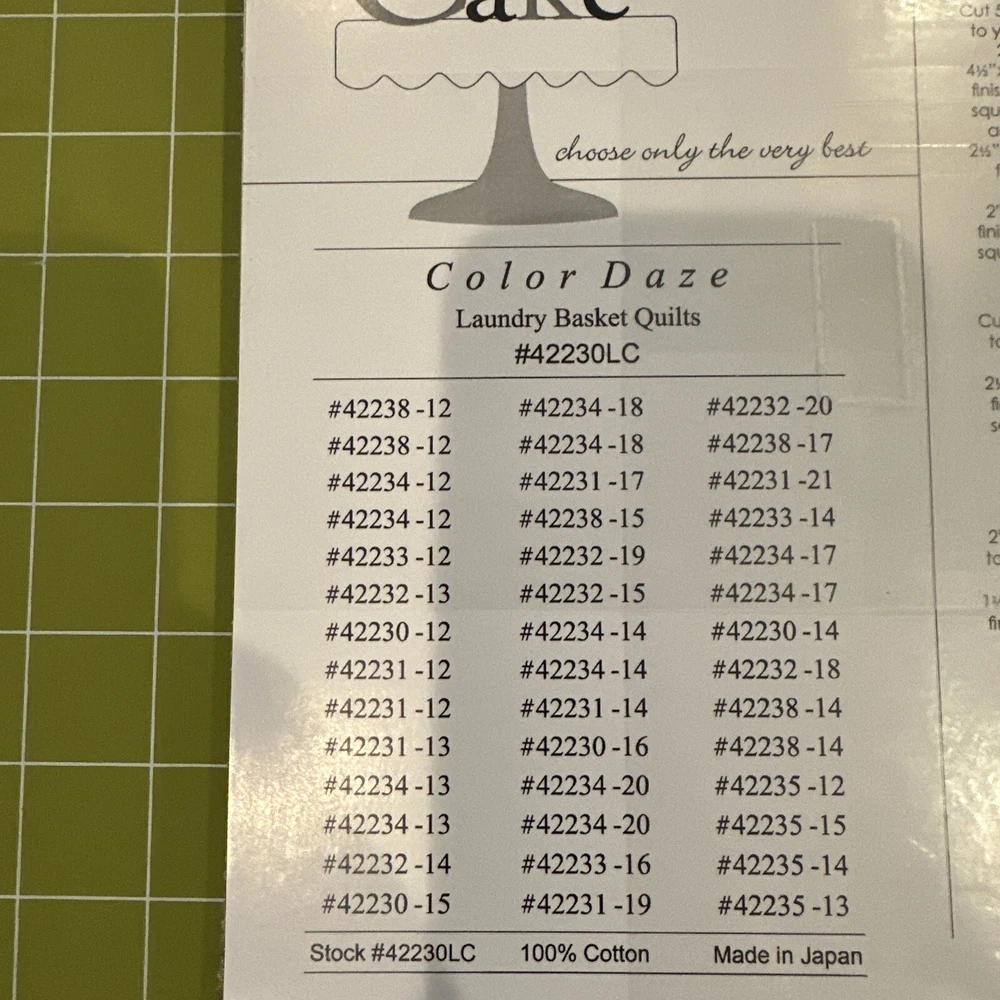 Cake
choose only the very best
Color Daze
Laundry Basket Quilts
#42230LC
#42238 -12 #42234 -18 #42232 -20
#42238 -12 #42234 -18 #42238 -17
#42234 -12 #42231 -17 #42231 -21
#42234 -12 #42238 -15 #42233 -14
#42233 -12 #42232 -19 #42234 -17
#42232 -13 #42232 -15 #42234 -17
#42230 -12 #42234 -14 #42230 -14
#42231 -12 #42234 -14 #42232 -18
#42231 -12 #42231 -14 #42238 -14
#42231 -13 #42230 -16 #42238 -14
#42234 -13 #42234 -20 #42235 -12
#42234 -13 #42234 -20 #42235 -15
#42232 -14 #42233 -16 #42235 -14
#42230 -15 #42231 -19 #42235 -13
Stock #42230LC 100% Cotton Made in Japan
Cut
to